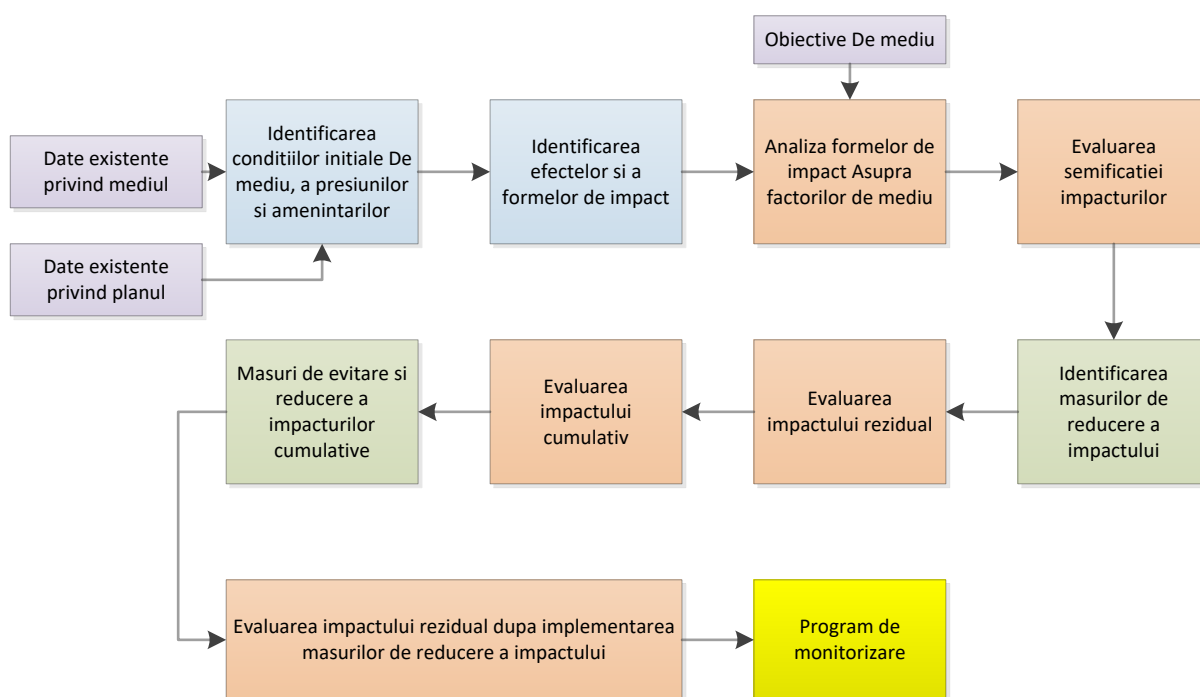 Obiective De mediu
Date existente
privind mediul
Date existente
privind planul
Identificarea
conditiilor initiale De
mediu, a presiunilor
si amenintarilor
Identificarea
efectelor si a
formelor de impact
Analiza formelor de
impact Asupra
factorilor de mediu
Evaluarea
semificatiei
impacturilor
Identificarea
masurilor de
reducere a
impactului
Evaluarea
impactului rezidual
Evaluarea
impactului
cumulativ
Masuri de evitare si
reducere a
impacturilor
cumulative
Evaluarea impactului rezidual dupa implementarea
masurilor de reducere a impactului
Program de
monitorizare